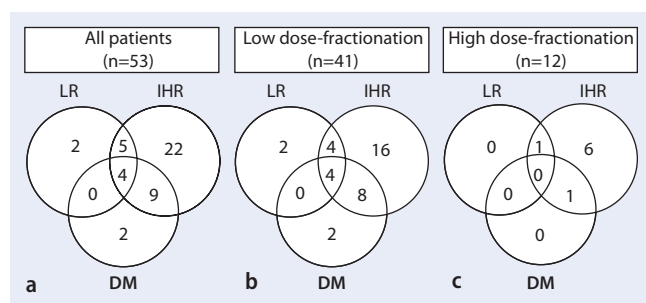 All patients
(n=53)
Low dose-fractionation
(n=41)
High dose-fractionation
(n=12)
LR IHR LR IHR LR IHR
2 5 22 2 4 16 0 1 6
4 4 0
0 9 0 8 0 1
2 2 0
a DM b DM c DM